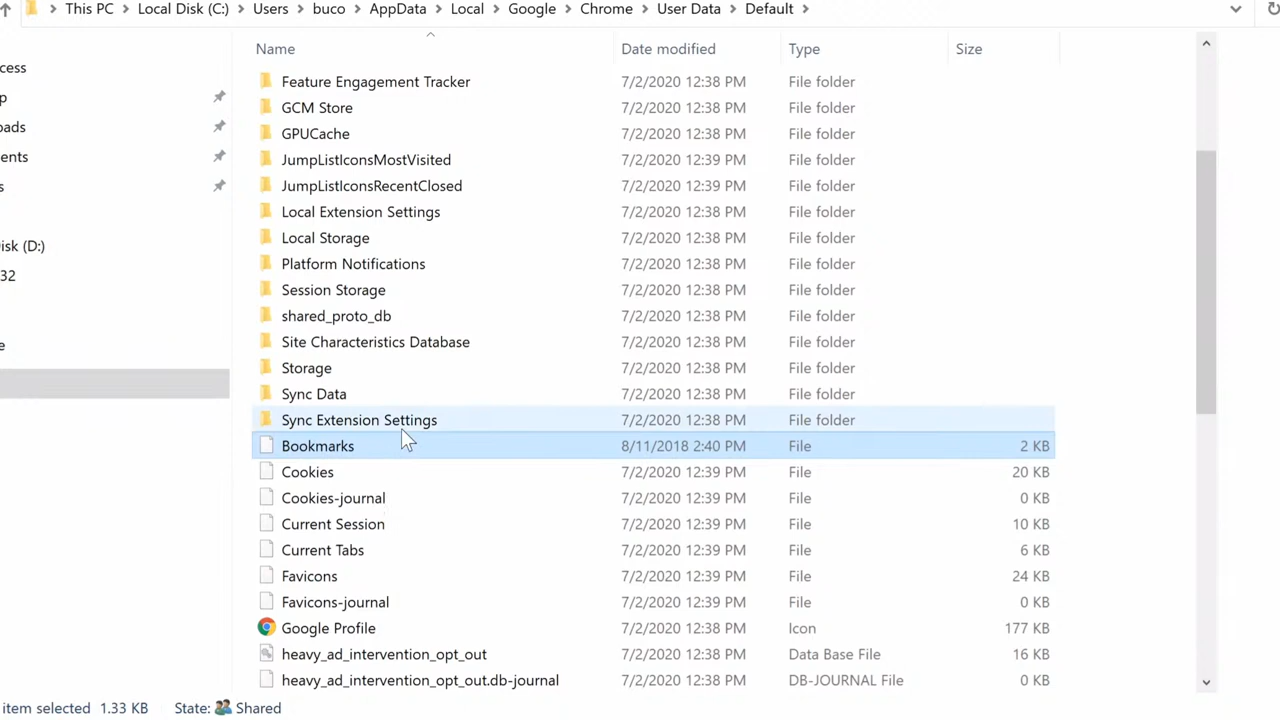 This PC > Local Disk (C:) > Users > buco > AppData > Local > Google > Chrome > User Data > Default >
Name Date modified Type Size
cess
p
oads
ents
s
isk (D:)
32
e
Feature Engagement Tracker 7/2/2020 12:38 PM File folder
GCM Store 7/2/2020 12:38 PM File folder
GPUCache 7/2/2020 12:38 PM File folder
JumpListIconsMostVisited 7/2/2020 12:39 PM File folder
JumpListIconsRecentClosed 7/2/2020 12:39 PM File folder
Local Extension Settings 7/2/2020 12:38 PM File folder
Local Storage 7/2/2020 12:38 PM File folder
Platform Notifications 7/2/2020 12:38 PM File folder
Session Storage 7/2/2020 12:38 PM File folder
shared_proto_db 7/2/2020 12:38 PM File folder
Site Characteristics Database 7/2/2020 12:38 PM File folder
Storage 7/2/2020 12:38 PM File folder
Sync Data 7/2/2020 12:38 PM File folder
Sync Extension Settings 7/2/2020 12:38 PM File folder
Bookmarks 8/11/2018 2:40 PM File 2 KB
Cookies 7/2/2020 12:39 PM File 20 KB
Cookies-journal 7/2/2020 12:39 PM File 0 KB
Current Session 7/2/2020 12:39 PM File 10 KB
Current Tabs 7/2/2020 12:39 PM File 6 KB
Favicons 7/2/2020 12:39 PM File 24 KB
Favicons-journal 7/2/2020 12:39 PM File 0 KB
Google Profile 7/2/2020 12:38 PM Icon 177 KB
heavy_ad_intervention_opt_out 7/2/2020 12:38 PM Data Base File 16 KB
heavy_ad_intervention_opt_out.db-journal 7/2/2020 12:38 PM DB-JOURNAL File 0 KB
item selected 1.33 KB State: Shared